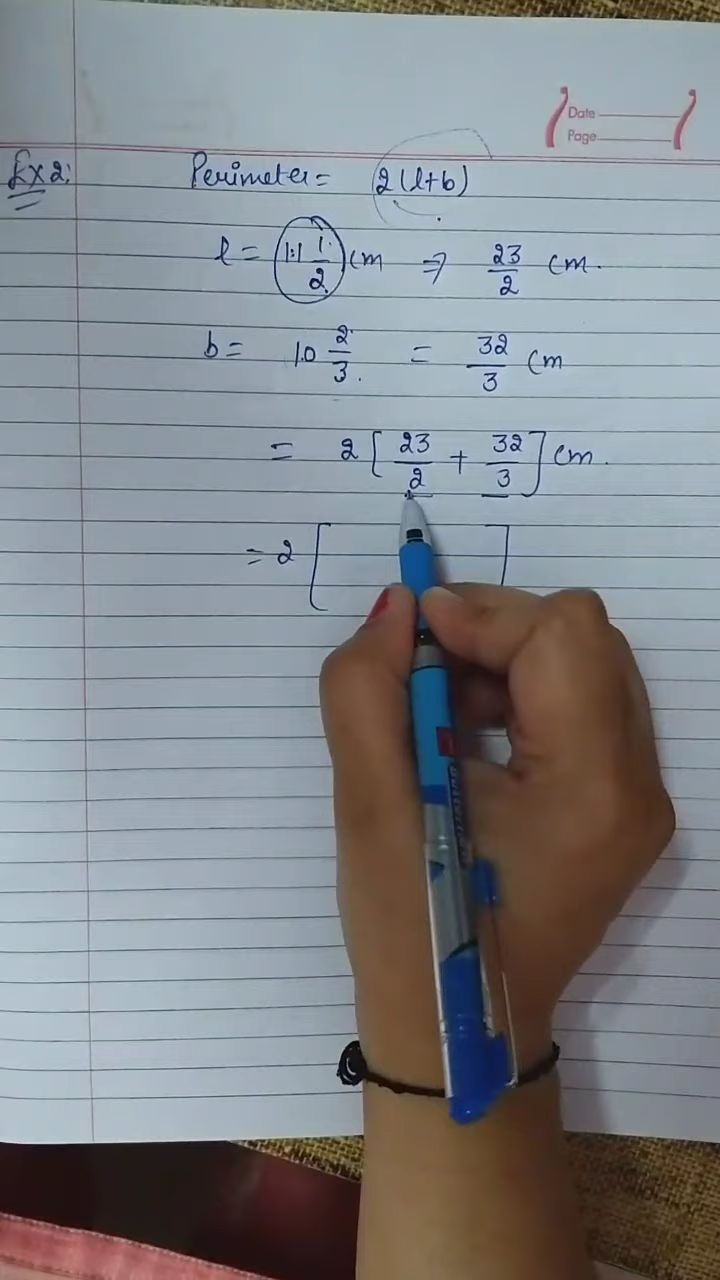 Date
Page
Ex 2: Perimeter = 2(l+b)
l = 11 1/2 cm ⇒ 23/2 cm.
b = 10 2/3 = 32/3 cm
= 2 [ 23/2 + 32/3 ] cm.
= 2 [ ]